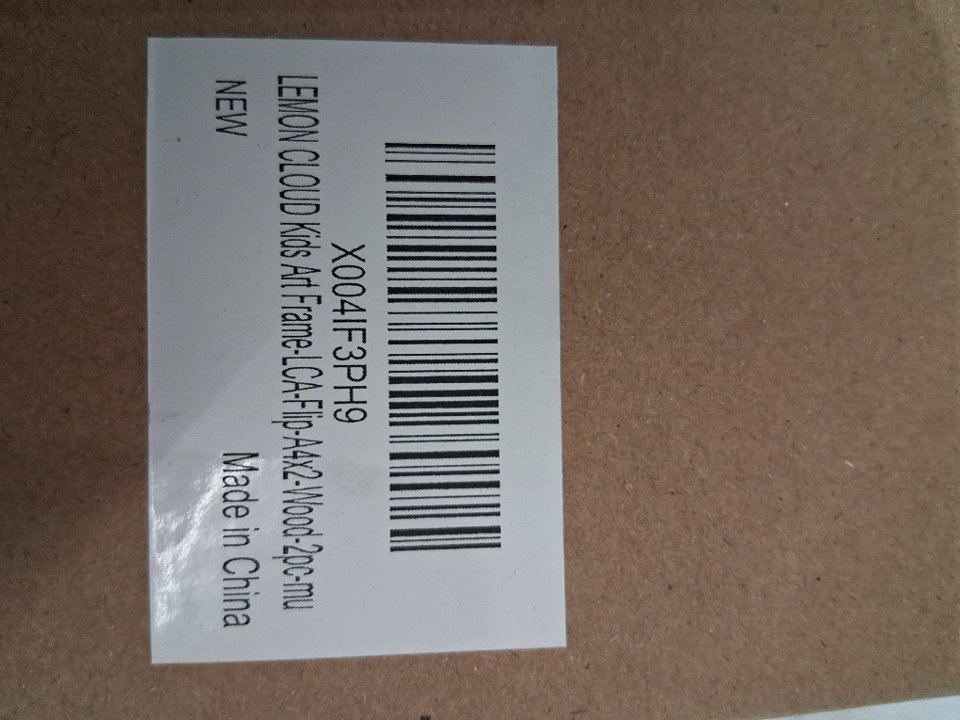 X004IF3PH9
LEMON CLOUD Kids Art Frame-LCA-Flip-A4x2-Wood-2pc-mu
NEW Made in China